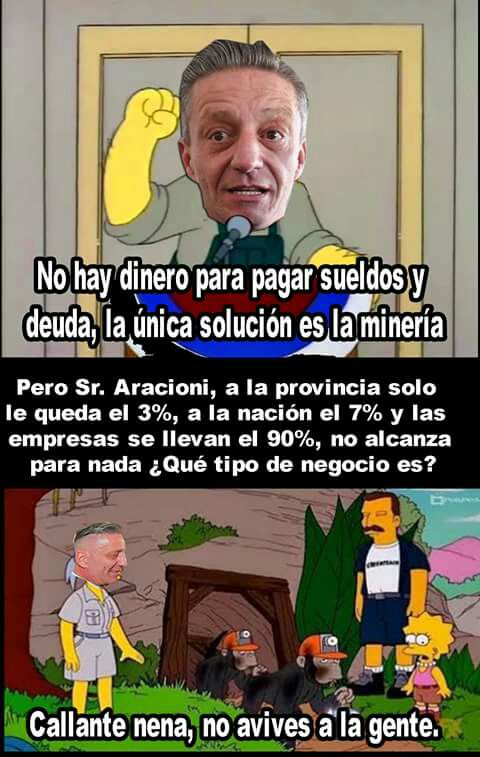 No hay dinero para pagar sueldos y
deuda, la única solución es la minería
Pero Sr. Aracioni, a la provincia solo
le queda el 3%, a la nación el 7% y las
empresas se llevan el 90%, no alcanza
para nada ¿Qué tipo de negocio es?
Callante nena, no avives a la gente.